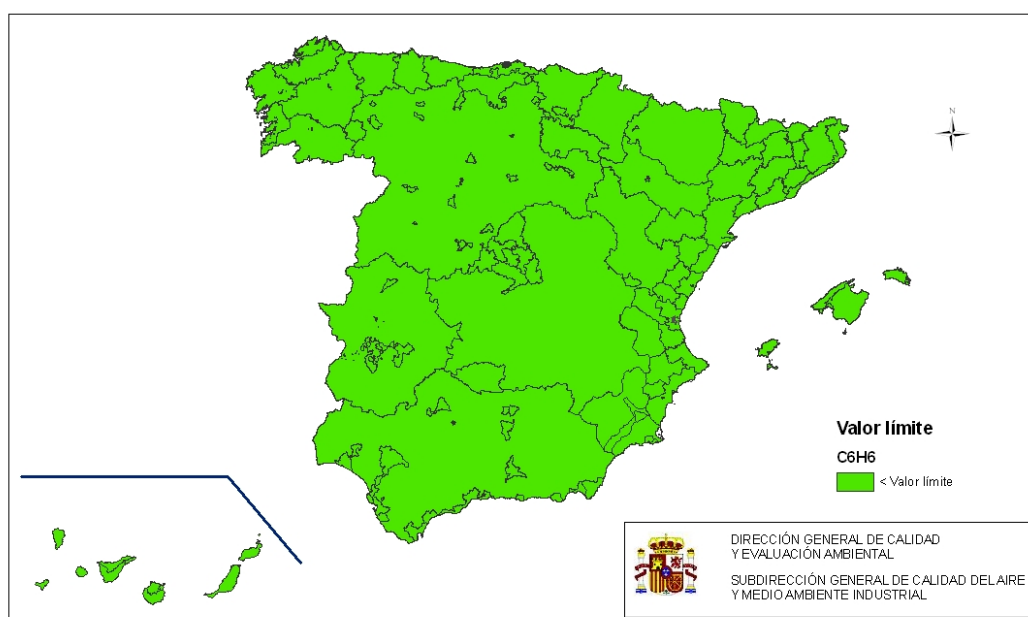 N
Valor límite
C6H6
< Valor límite
DIRECCIÓN GENERAL DE CALIDAD
Y EVALUACIÓN AMBIENTAL
SUBDIRECCIÓN GENERAL DE CALIDAD DEL AIRE
Y MEDIO AMBIENTE INDUSTRIAL